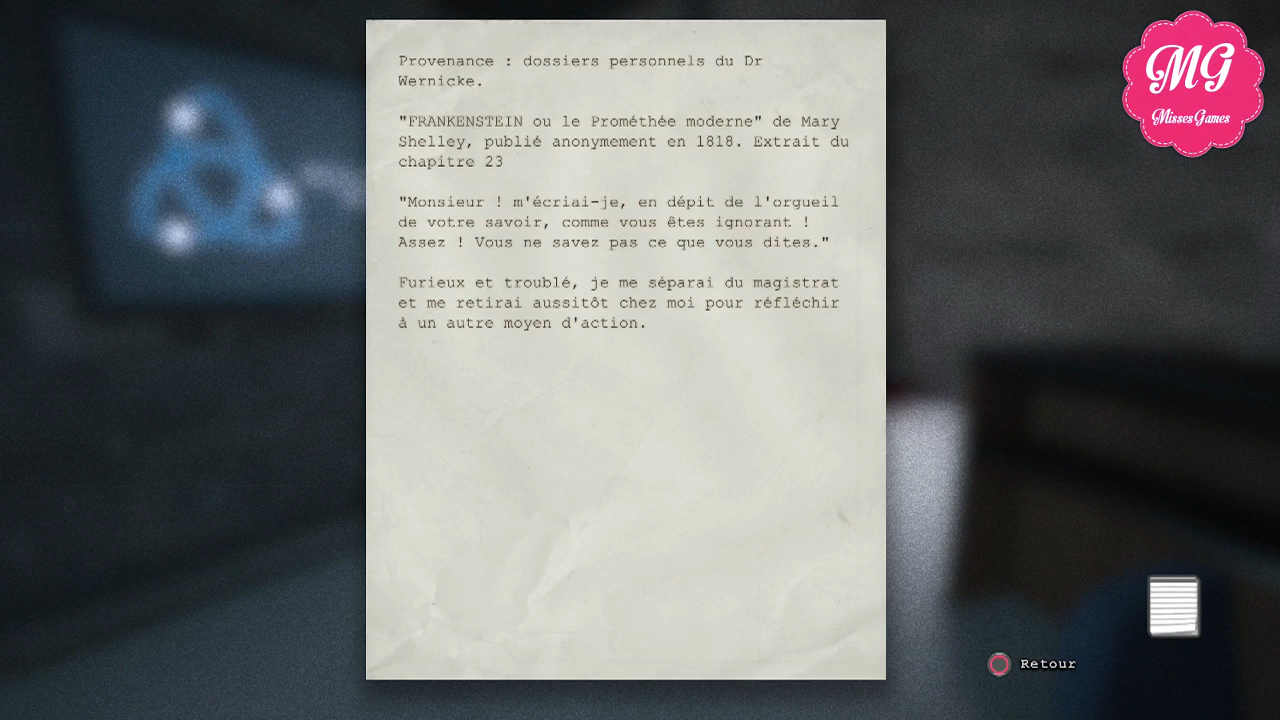 Provenance : dossiers personnels du Dr
Wernicke.
"FRANKENSTEIN ou le Prométhée moderne" de Mary
Shelley, publié anonymement en 1818. Extrait du
chapitre 23
"Monsieur ! m'écriai-je, en dépit de l'orgueil
de votre savoir, comme vous êtes ignorant !
Assez ! Vous ne savez pas ce que vous dites."
Furieux et troublé, je me séparai du magistrat
et me retirai aussitôt chez moi pour réfléchir
à un autre moyen d'action.
MG
MissesGames
Retour